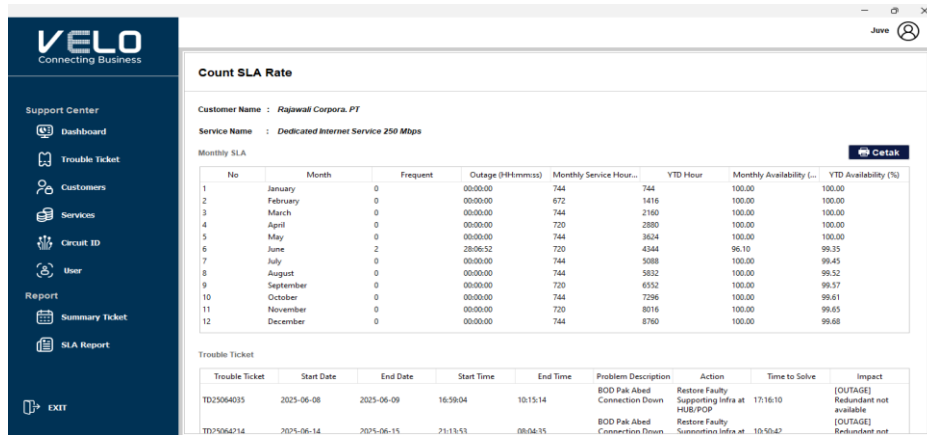 Juve
VELO
Connecting Business
Support Center
Dashboard
Trouble Ticket
Customers
Services
Circuit ID
User
Report
Summary Ticket
SLA Report
EXIT
Count SLA Rate
Customer Name : Rajawali Corpora. PT
Service Name : Dedicated Internet Service 250 Mbps
Monthly SLA
Cetak
No Month Frequent Outage (HH:mm:ss) Monthly Service Hour... YTD Hour Monthly Availability (... YTD Availability (%)
1 January 0 00:00:00 744 744 100.00 100.00
2 February 0 00:00:00 672 1416 100.00 100.00
3 March 0 00:00:00 744 2160 100.00 100.00
4 April 0 00:00:00 720 2880 100.00 100.00
5 May 0 00:00:00 744 3624 100.00 100.00
6 June 2 28:06:52 720 4344 96.10 99.35
7 July 0 00:00:00 744 5088 100.00 99.45
8 August 0 00:00:00 744 5832 100.00 99.52
9 September 0 00:00:00 720 6552 100.00 99.57
10 October 0 00:00:00 744 7296 100.00 99.61
11 November 0 00:00:00 720 8016 100.00 99.65
12 December 0 00:00:00 744 8760 100.00 99.68
Trouble Ticket
Trouble Ticket Start Date End Date Start Time End Time Problem Description Action Time to Solve Impact
BOD Pak Abed Restore Faulty [OUTAGE]
TD25064035 2025-06-08 2025-06-09 16:59:04 10:15:14 Connection Down Supporting Infra at 17:16:10 Redundant not
HUB/POP available
BOD Pak Abed Restore Faulty [OUTAGE]
TD25064214 2025-06-14 2025-06-15 21:13:53 08:04:35 Connection Down Supporting Infra at 10:50:42 Redundant not